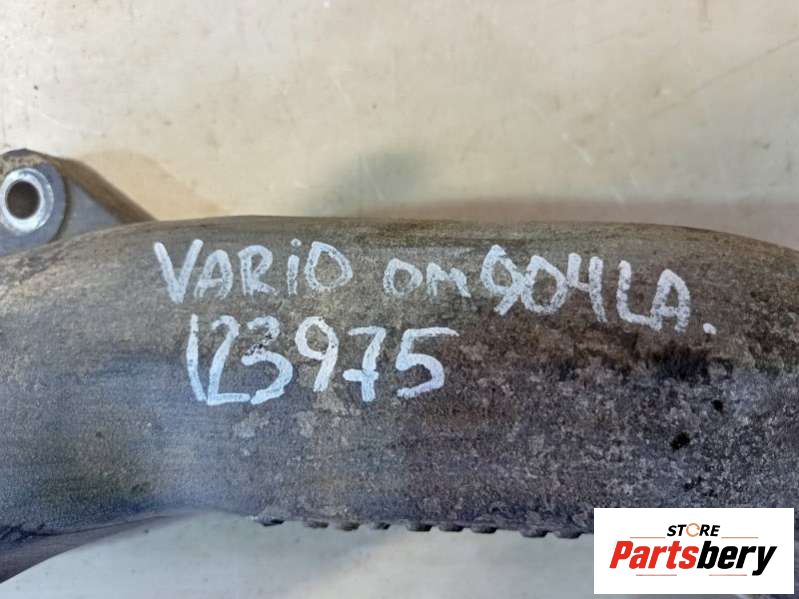 VARIO OM904LA.
123975
STORE
Partsbery